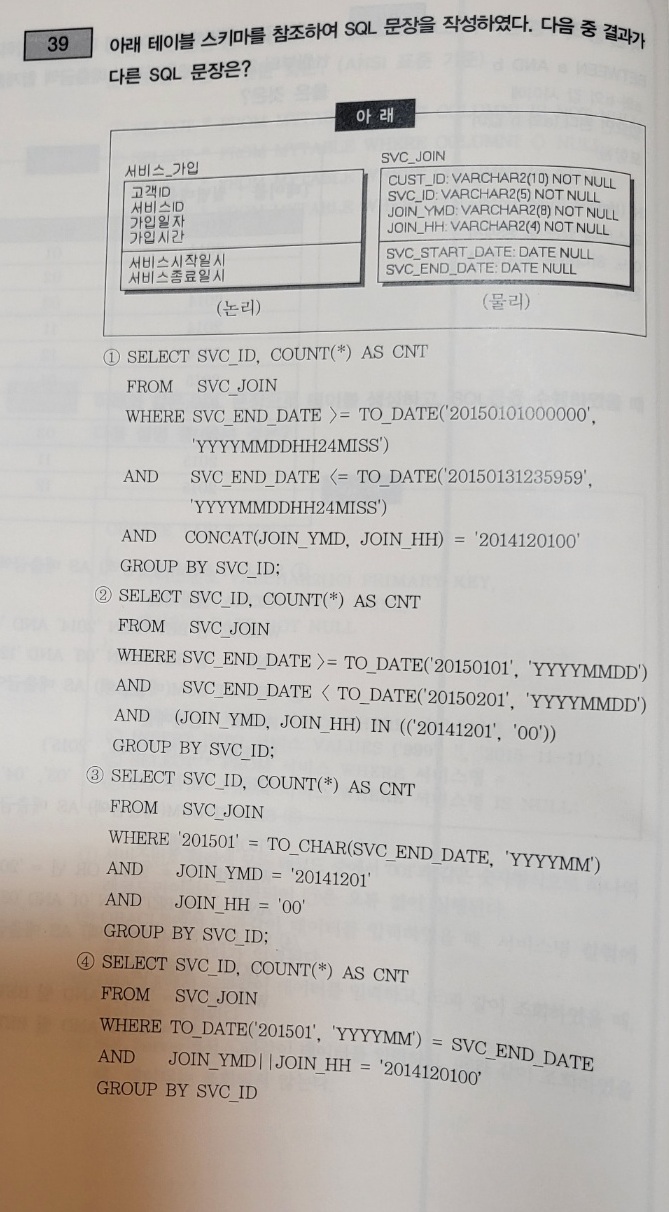 39
아래 테이블 스키마를 참조하여 SQL 문장을 작성하였다. 다음 중 결과가
다른 SQL 문장은?
아 래
서비스_가입
고객ID
서비스ID
가입일자
가입시간
서비스시작일시
서비스종료일시
(논리)
SVC_JOIN
CUST_ID: VARCHAR2(10) NOT NULL
SVC_ID: VARCHAR2(5) NOT NULL
JOIN_YMD: VARCHAR2(8) NOT NULL
JOIN_HH: VARCHAR2(4) NOT NULL
SVC_START_DATE: DATE NULL
SVC_END_DATE: DATE NULL
(물리)
① SELECT SVC_ID, COUNT(*) AS CNT
FROM SVC_JOIN
WHERE SVC_END_DATE >= TO_DATE('20150101000000',
'YYYYMMDDHH24MISS')
AND SVC_END_DATE <= TO_DATE('20150131235959',
'YYYYMMDDHH24MISS')
AND CONCAT(JOIN_YMD, JOIN_HH) = '2014120100'
GROUP BY SVC_ID;
② SELECT SVC_ID, COUNT(*) AS CNT
FROM SVC_JOIN
WHERE SVC_END_DATE >= TO_DATE('20150101', 'YYYYMMDD')
AND SVC_END_DATE < TO_DATE('20150201', 'YYYYMMDD')
AND (JOIN_YMD, JOIN_HH) IN (('20141201', '00'))
GROUP BY SVC_ID;
③ SELECT SVC_ID, COUNT(*) AS CNT
FROM SVC_JOIN
WHERE '201501' = TO_CHAR(SVC_END_DATE, 'YYYYMM')
AND JOIN_YMD = '20141201'
AND JOIN_HH = '00'
GROUP BY SVC_ID;
④ SELECT SVC_ID, COUNT(*) AS CNT
FROM SVC_JOIN
WHERE TO_DATE('201501', 'YYYYMM') = SVC_END_DATE
AND JOIN_YMD||JOIN_HH = '2014120100'
GROUP BY SVC_ID